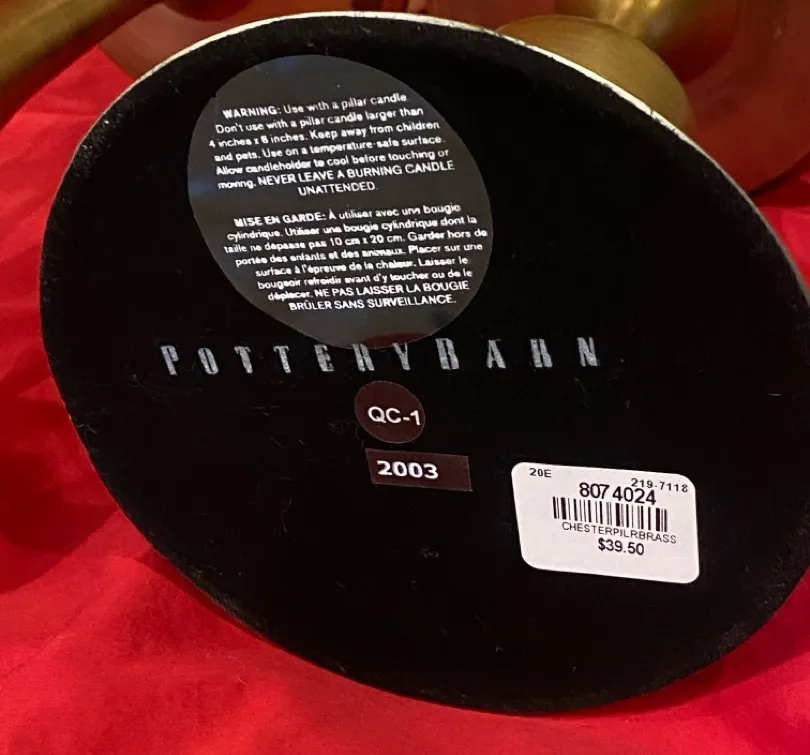 WARNING: Use with a pillar candle.
Don't use with a pillar candle larger than
4 inches x 8 inches. Keep away from children
and pets. Use on a temperature-safe surface.
Allow candleholder to cool before touching or
moving. NEVER LEAVE A BURNING CANDLE
UNATTENDED.
MISE EN GARDE: À utiliser avec une bougie
cylindrique. Utiliser une bougie cylindrique dont la
taille ne dépasse pas 10 cm x 20 cm. Garder hors de
portée des enfants et des animaux. Placer sur une
surface à l'épreuve de la chaleur. Laisser le
bougeoir refroidir avant d'y toucher ou de le
déplacer. NE PAS LAISSER LA BOUGIE
BRÛLER SANS SURVEILLANCE.
POTTERYBARN
QC-1
2003
20E
219-7118
8074024
CHESTERPILRBRASS
$39.50